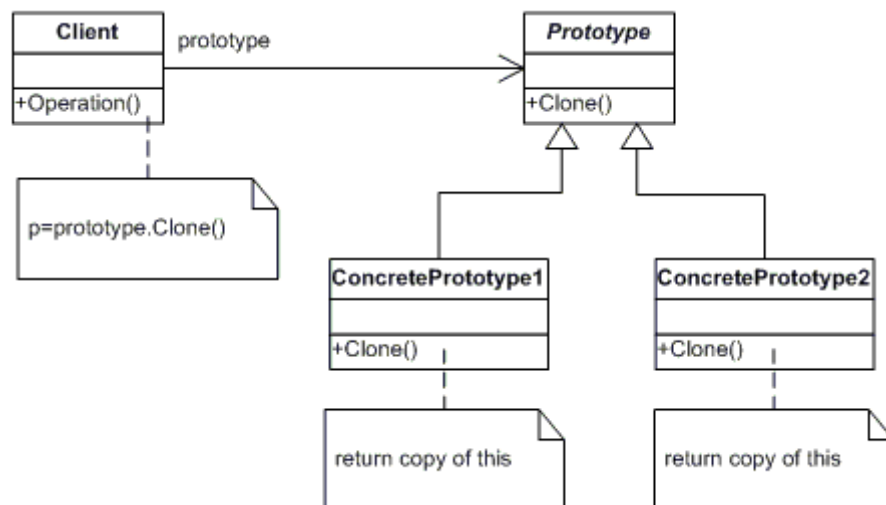 Client
prototype
Prototype
+Operation()
+Clone()
p=prototype.Clone()
ConcretePrototype1
ConcretePrototype2
+Clone()
+Clone()
return copy of this
return copy of this